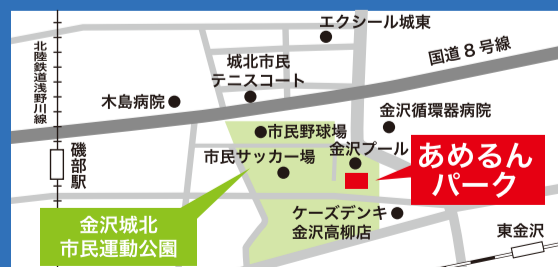 エクシール城東
北陸鉄道浅野川線
城北市民
テニスコート
国道8号線
木島病院
金沢循環器病院
市民野球場
金沢プール
市民サッカー場
あめるん
パーク
磯部駅
金沢城北
市民運動公園
ケーズデンキ
金沢高柳店
東金沢